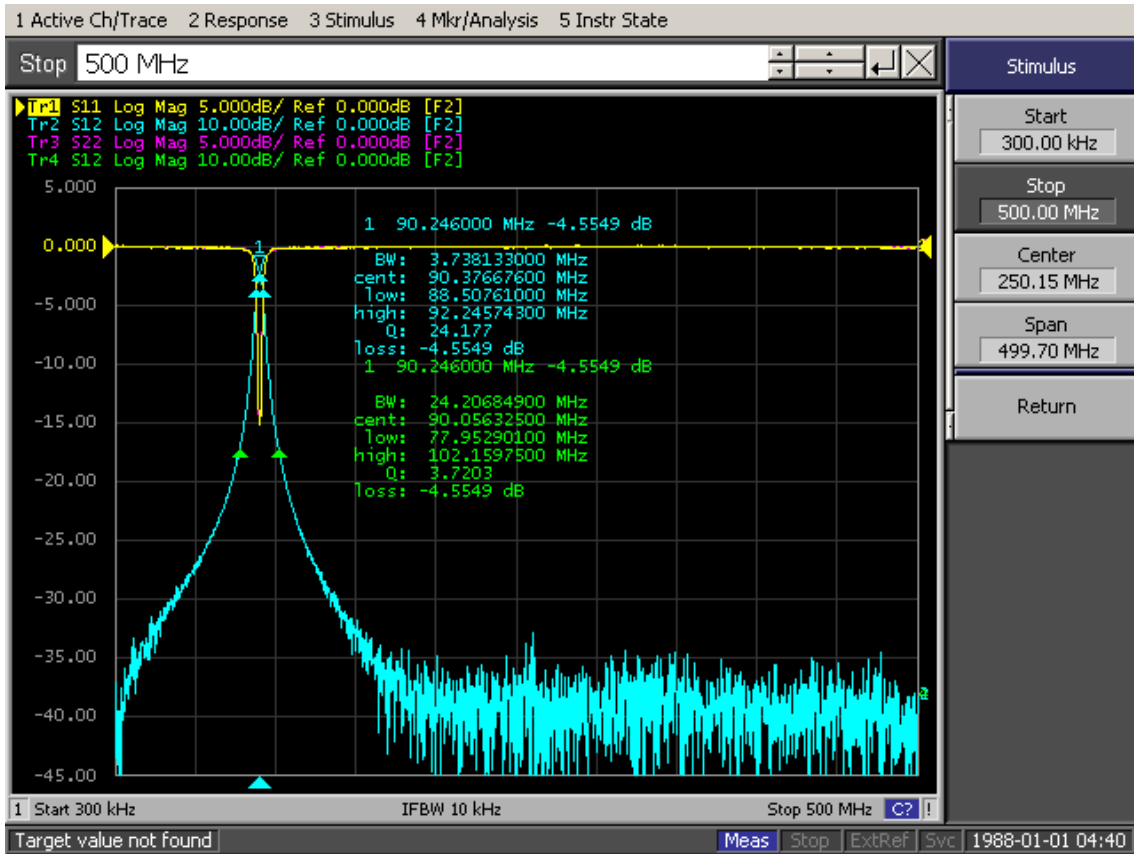 1 Active Ch/Trace 2 Response 3 Stimulus 4 Mkr/Analysis 5 Instr State
Stop 500 MHz
Stimulus
Start
300.00 kHz
Stop
500.00 MHz
Center
250.15 MHz
Span
499.70 MHz
Return
Tr1 S11 Log Mag 5.000dB/ Ref 0.000dB [F2]
Tr2 S12 Log Mag 10.00dB/ Ref 0.000dB [F2]
Tr3 S22 Log Mag 5.000dB/ Ref 0.000dB [F2]
Tr4 S12 Log Mag 10.00dB/ Ref 0.000dB [F2]
5.000
0.000
-5.000
-10.00
-15.00
-20.00
-25.00
-30.00
-35.00
-40.00
-45.00
1
1 90.246000 MHz -4.5549 dB
BW: 3.738133000 MHz
cent: 90.37667600 MHz
low: 88.50761000 MHz
high: 92.24574300 MHz
Q: 24.177
loss: -4.5549 dB
1 90.246000 MHz -4.5549 dB
BW: 24.20684900 MHz
cent: 90.05632500 MHz
low: 77.95290100 MHz
high: 102.1597500 MHz
Q: 3.7203
loss: -4.5549 dB
1 Start 300 kHz IFBW 10 kHz Stop 500 MHz C? !
Target value not found Meas Stop ExtRef Svc 1988-01-01 04:40